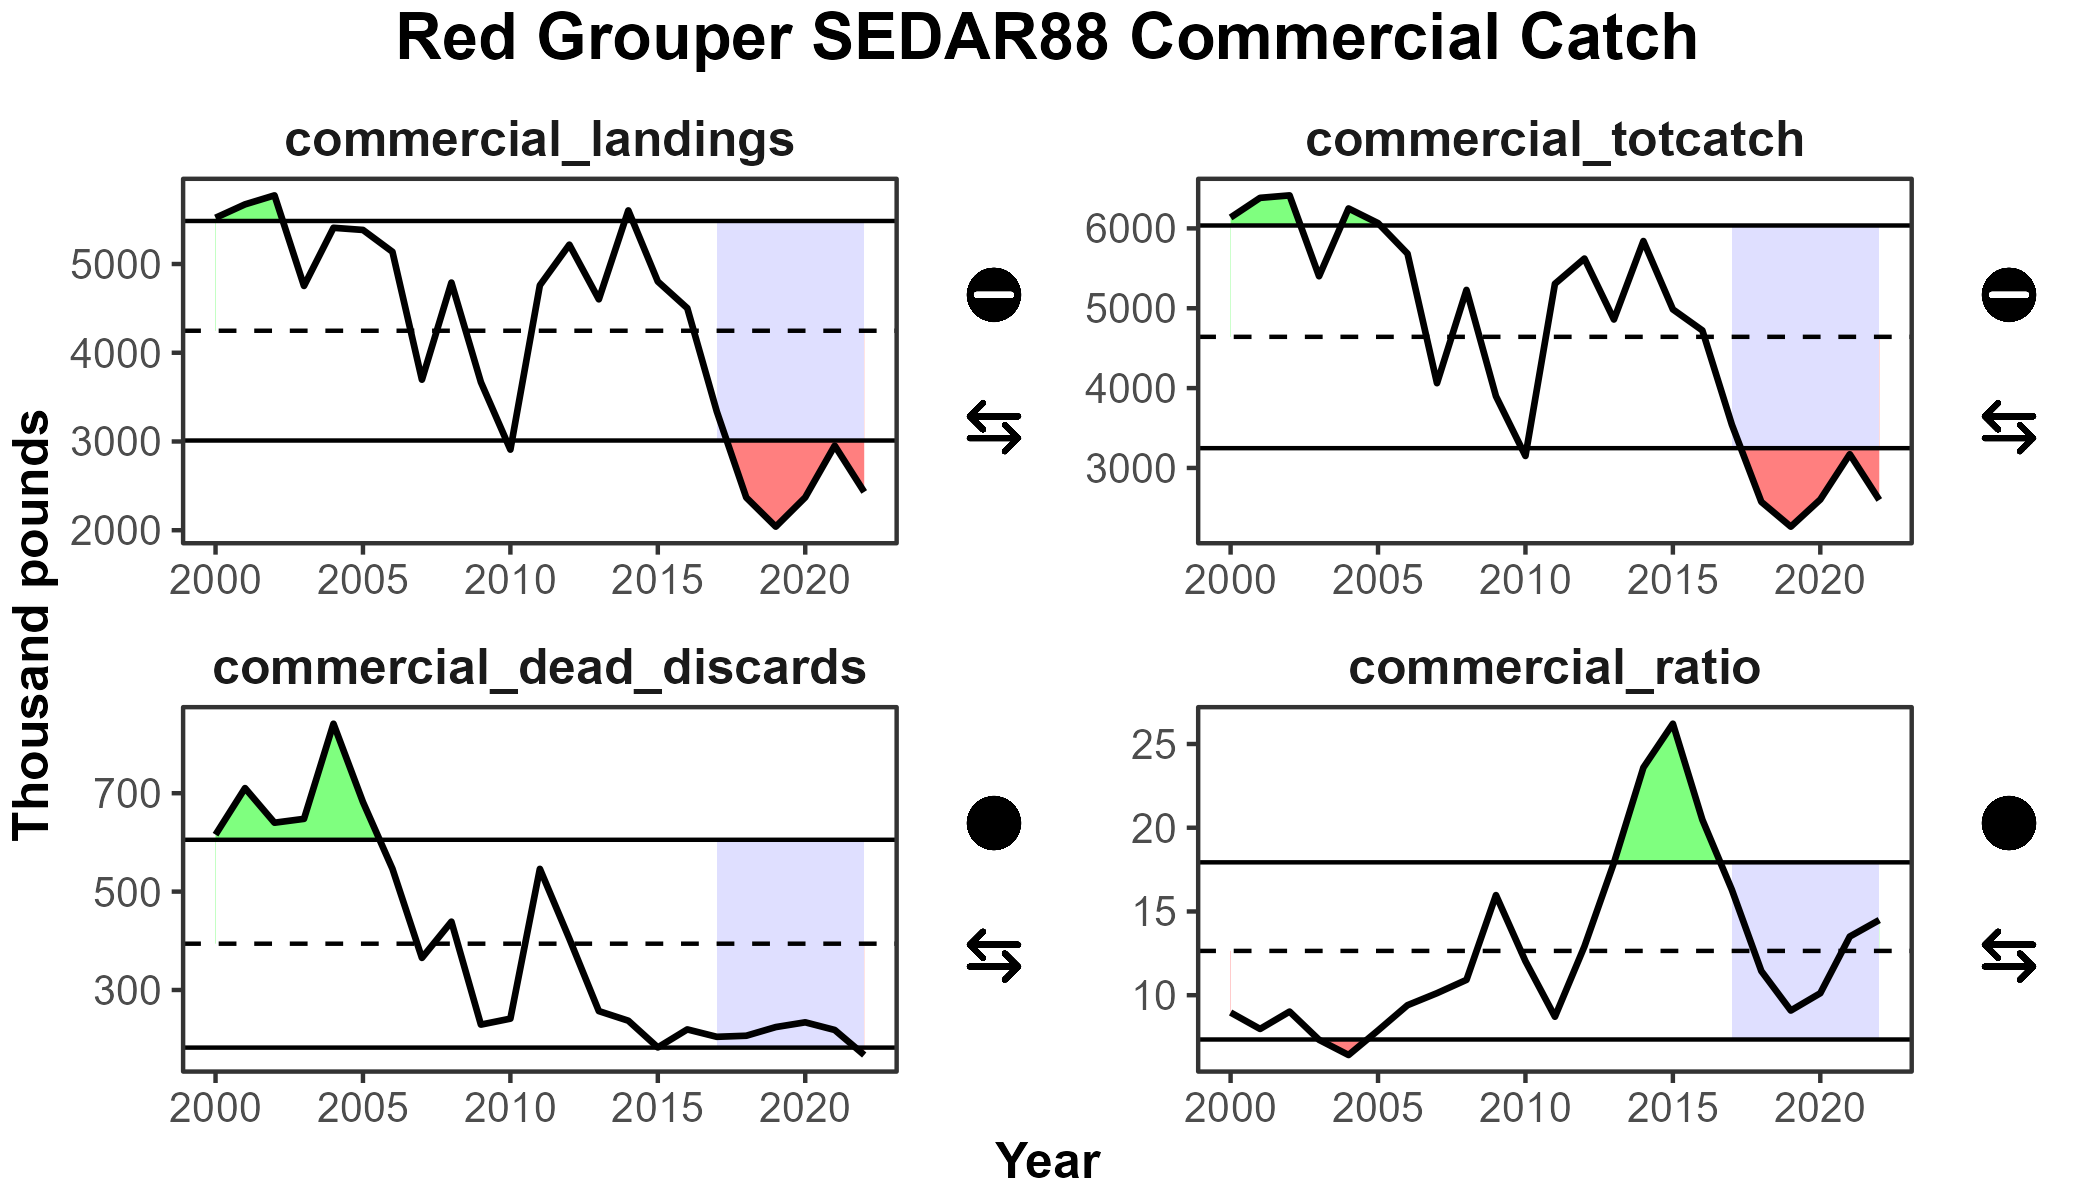 Red Grouper SEDAR88 Commercial Catch
commercial_landings
5000
4000
3000
2000
2000 2005 2010 2015 2020
commercial_totcatch
6000
5000
4000
3000
2000 2005 2010 2015 2020
commercial_dead_discards
700
500
300
2000 2005 2010 2015 2020
commercial_ratio
25
20
15
10
2000 2005 2010 2015 2020
Thousand pounds
Year